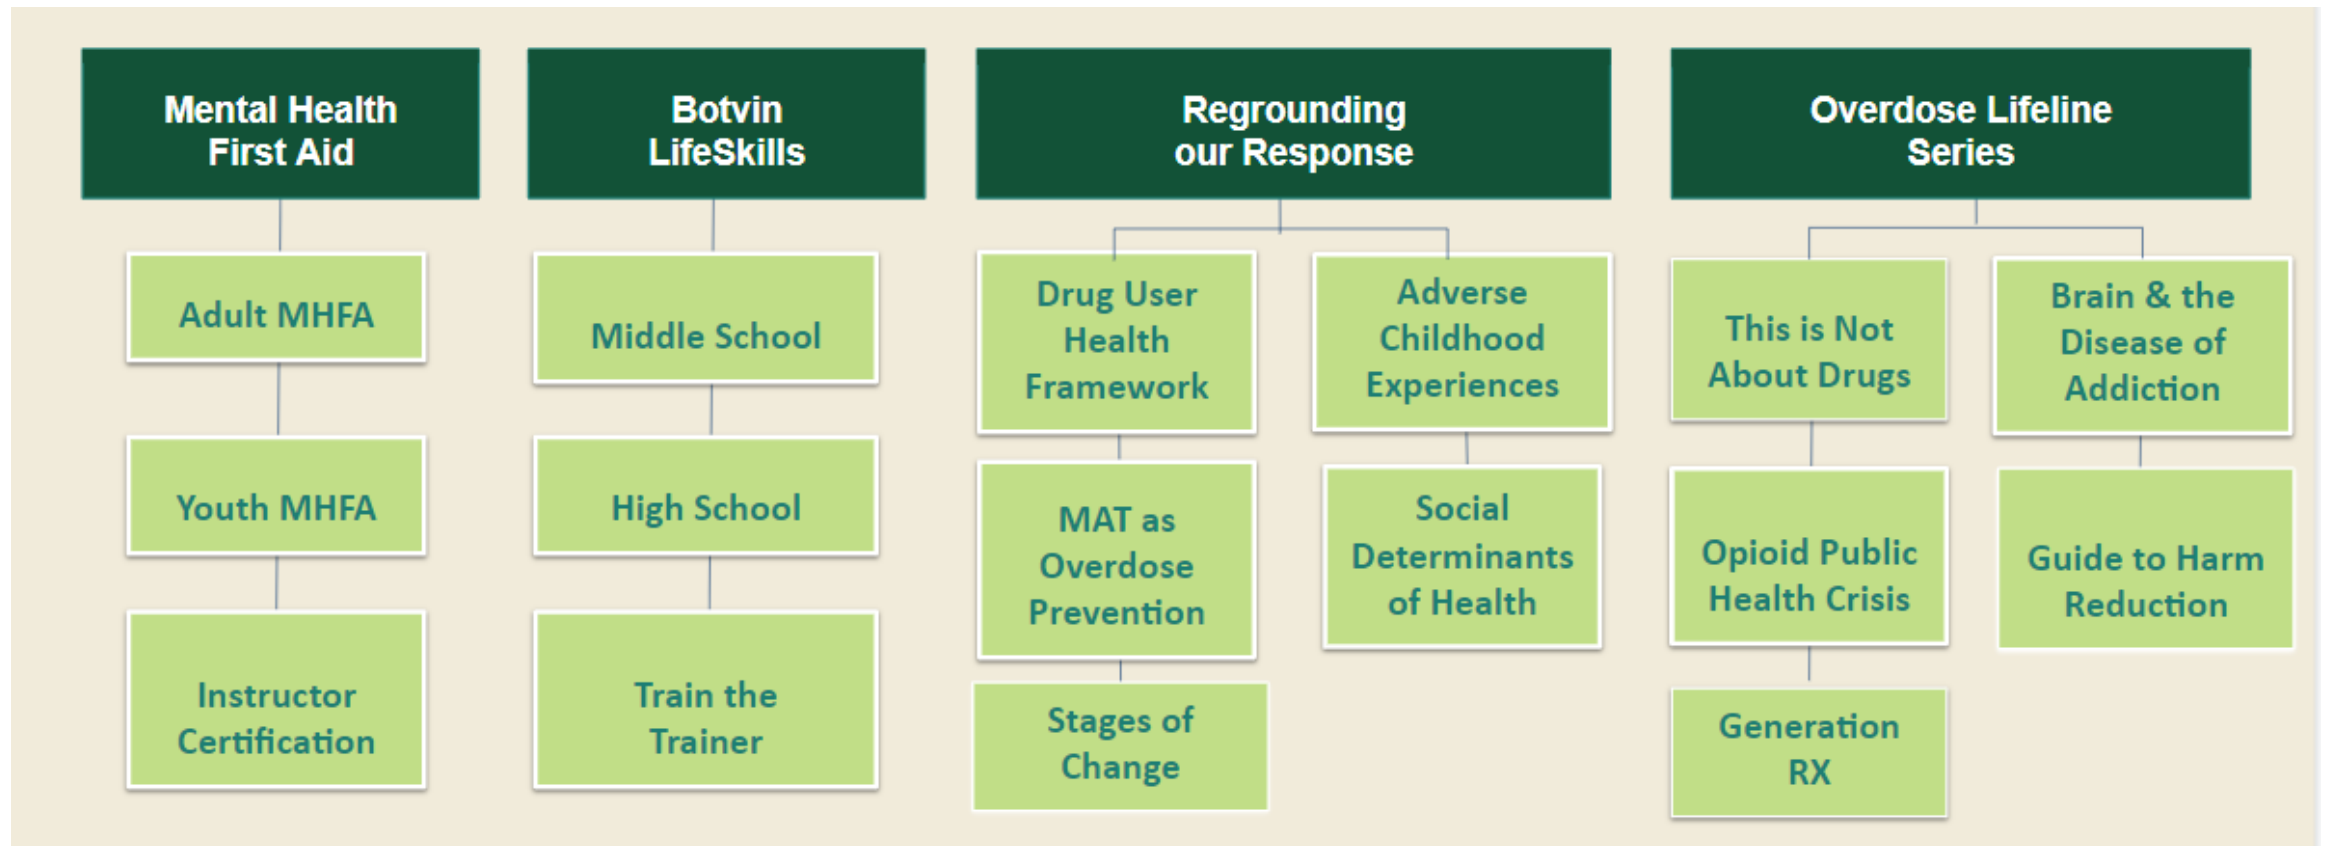 Mental Health
First Aid
Adult MHFA
Youth MHFA
Instructor
Certification
Botvin
LifeSkills
Middle School
High School
Train the
Trainer
Regrounding
our Response
Drug User
Health
Framework
MAT as
Overdose
Prevention
Stages of
Change
Adverse
Childhood
Experiences
Social
Determinants
of Health
Overdose Lifeline
Series
This is Not
About Drugs
Opioid Public
Health Crisis
Generation
RX
Brain & the
Disease of
Addiction
Guide to Harm
Reduction